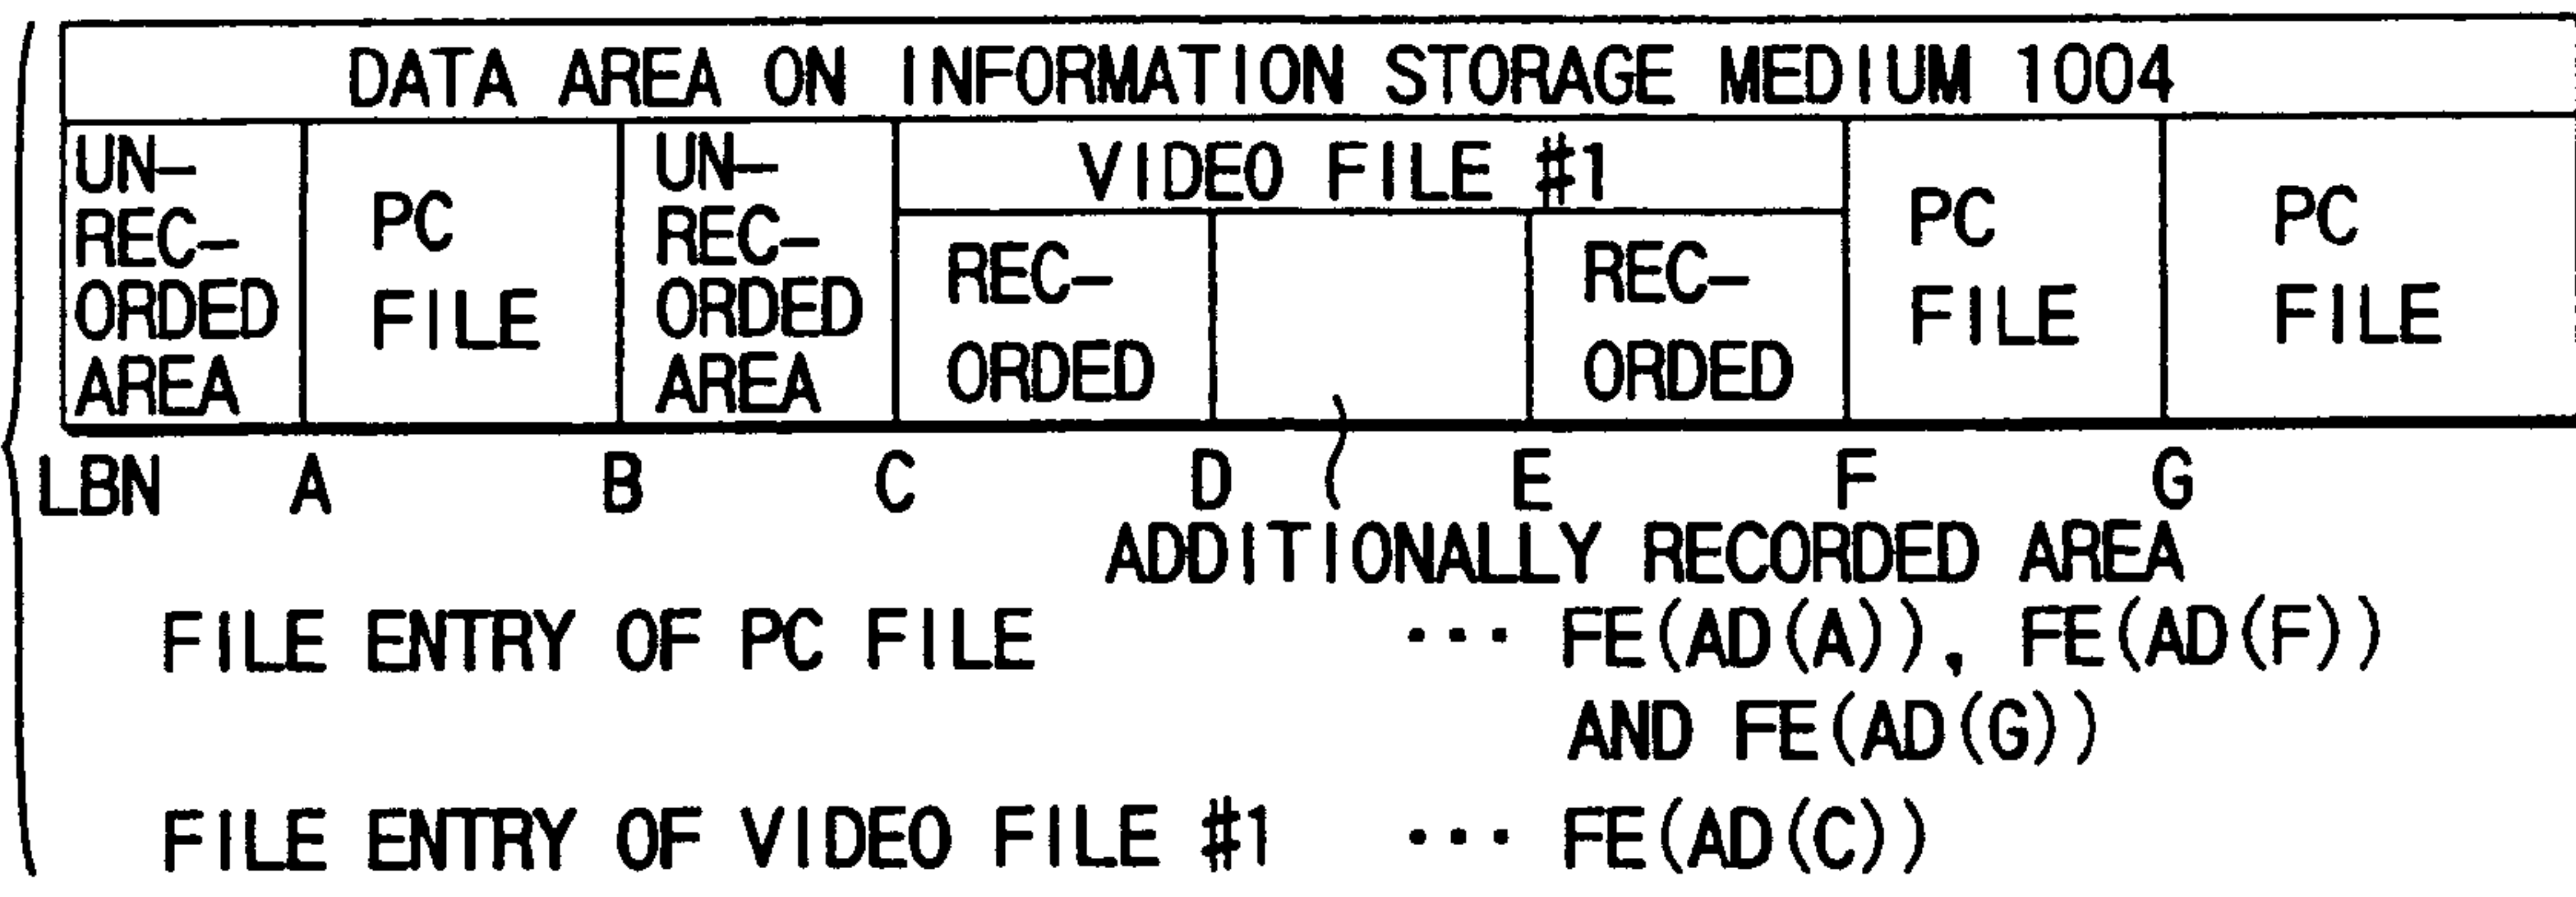 DATA AREA ON INFORMATION STORAGE MEDIUM 1004
UN-
REC-
ORDED
AREA
PC
FILE
UN-
REC-
ORDED
AREA
VIDEO FILE #1
REC-
ORDED
REC-
ORDED
PC
FILE
PC
FILE
LBN A B C D E F G
ADDITIONALLY RECORDED AREA
FILE ENTRY OF PC FILE ··· FE(AD(A)), FE(AD(F))
AND FE(AD(G))
FILE ENTRY OF VIDEO FILE #1 ··· FE(AD(C))